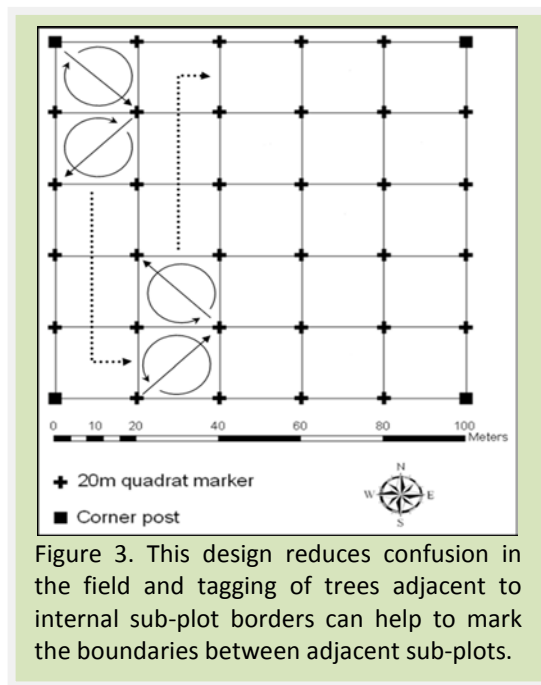 0 10 20 40 60 80 100
Meters
20m quadrat marker
N
W E
S
Corner post
Figure 3. This design reduces confusion in
the field and tagging of trees adjacent to
internal sub-plot borders can help to mark
the boundaries between adjacent sub-plots.